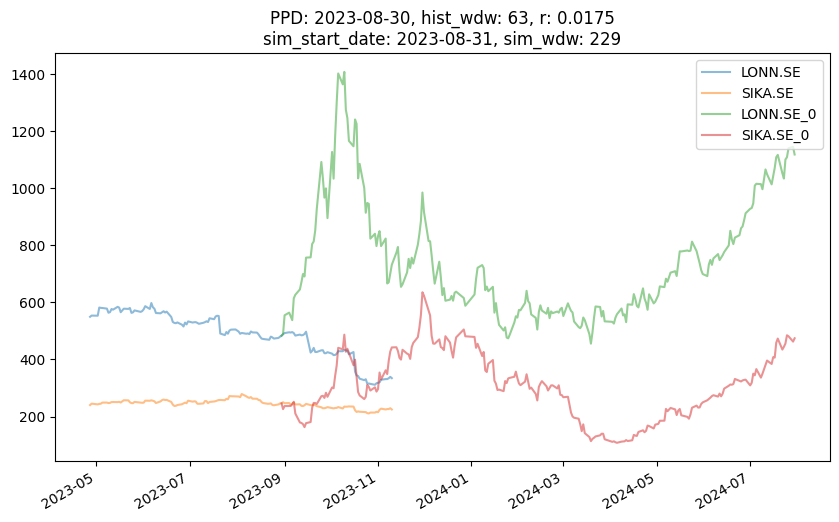 PPD: 2023-08-30, hist_wdw: 63, r: 0.0175
sim_start_date: 2023-08-31, sim_wdw: 229
LONN.SE
SIKA.SE
LONN.SE_0
SIKA.SE_0
1400
1200
1000
800
600
400
200
2023-05
2023-07
2023-09
2023-11
2024-01
2024-03
2024-05
2024-07